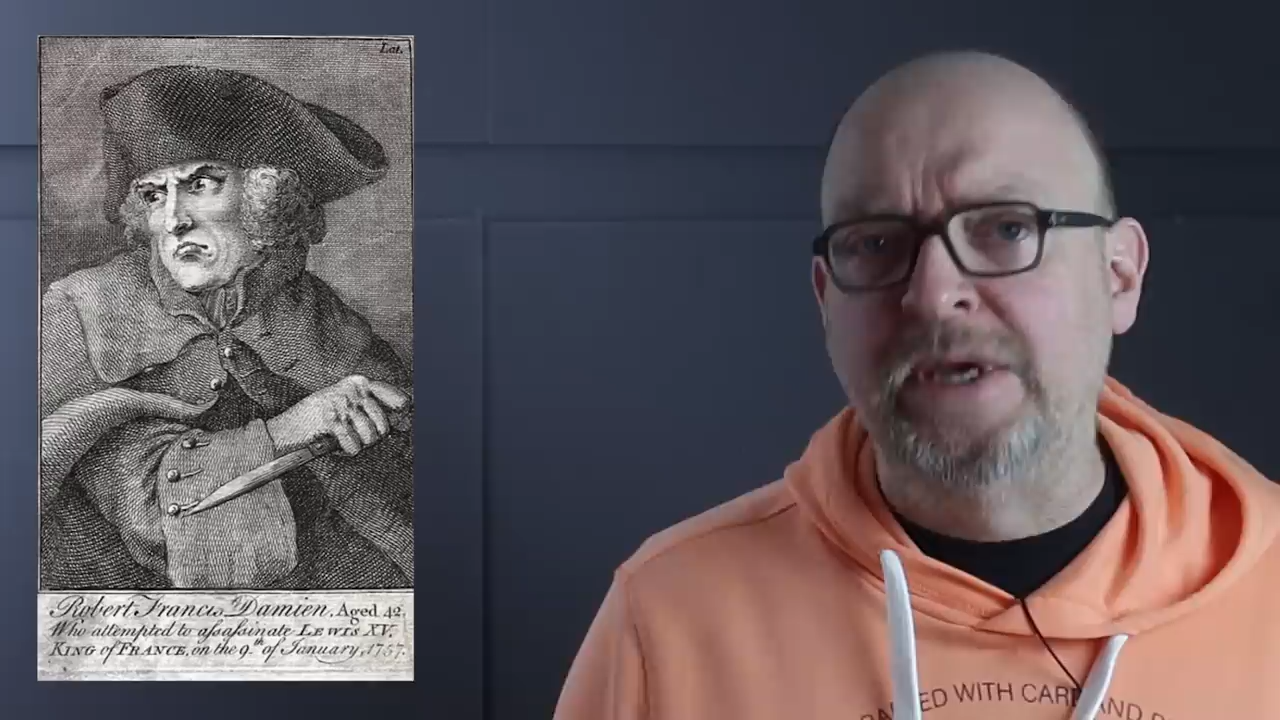 Lat.
Robert Francis Damien, Aged 42,
Who attempted to aſsaſsinate LEWIS XV.
KING of FRANCE, on the 9th of January, 1757.
WITH CARE AND